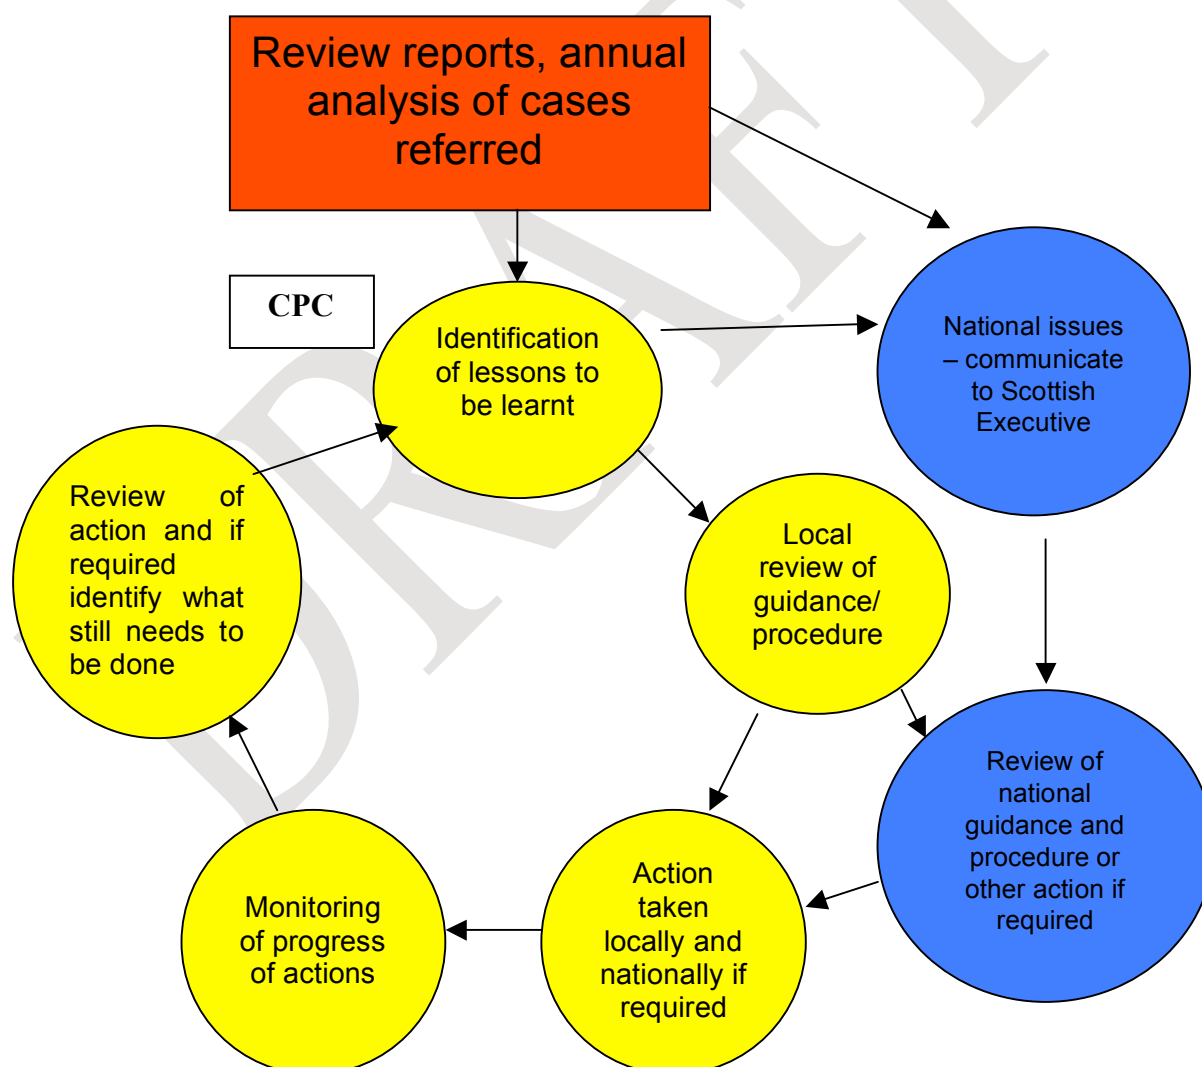 Review reports, annual
analysis of cases
referred
CPC
Identification
of lessons to
be learnt
National issues
– communicate
to Scottish
Executive
Review of
action and if
required
identify what
still needs to
be done
Local
review of
guidance/
procedure
Review of
national
guidance and
procedure or
other action if
required
Action
taken
locally and
nationally if
required
Monitoring
of progress
of actions
DRAFT